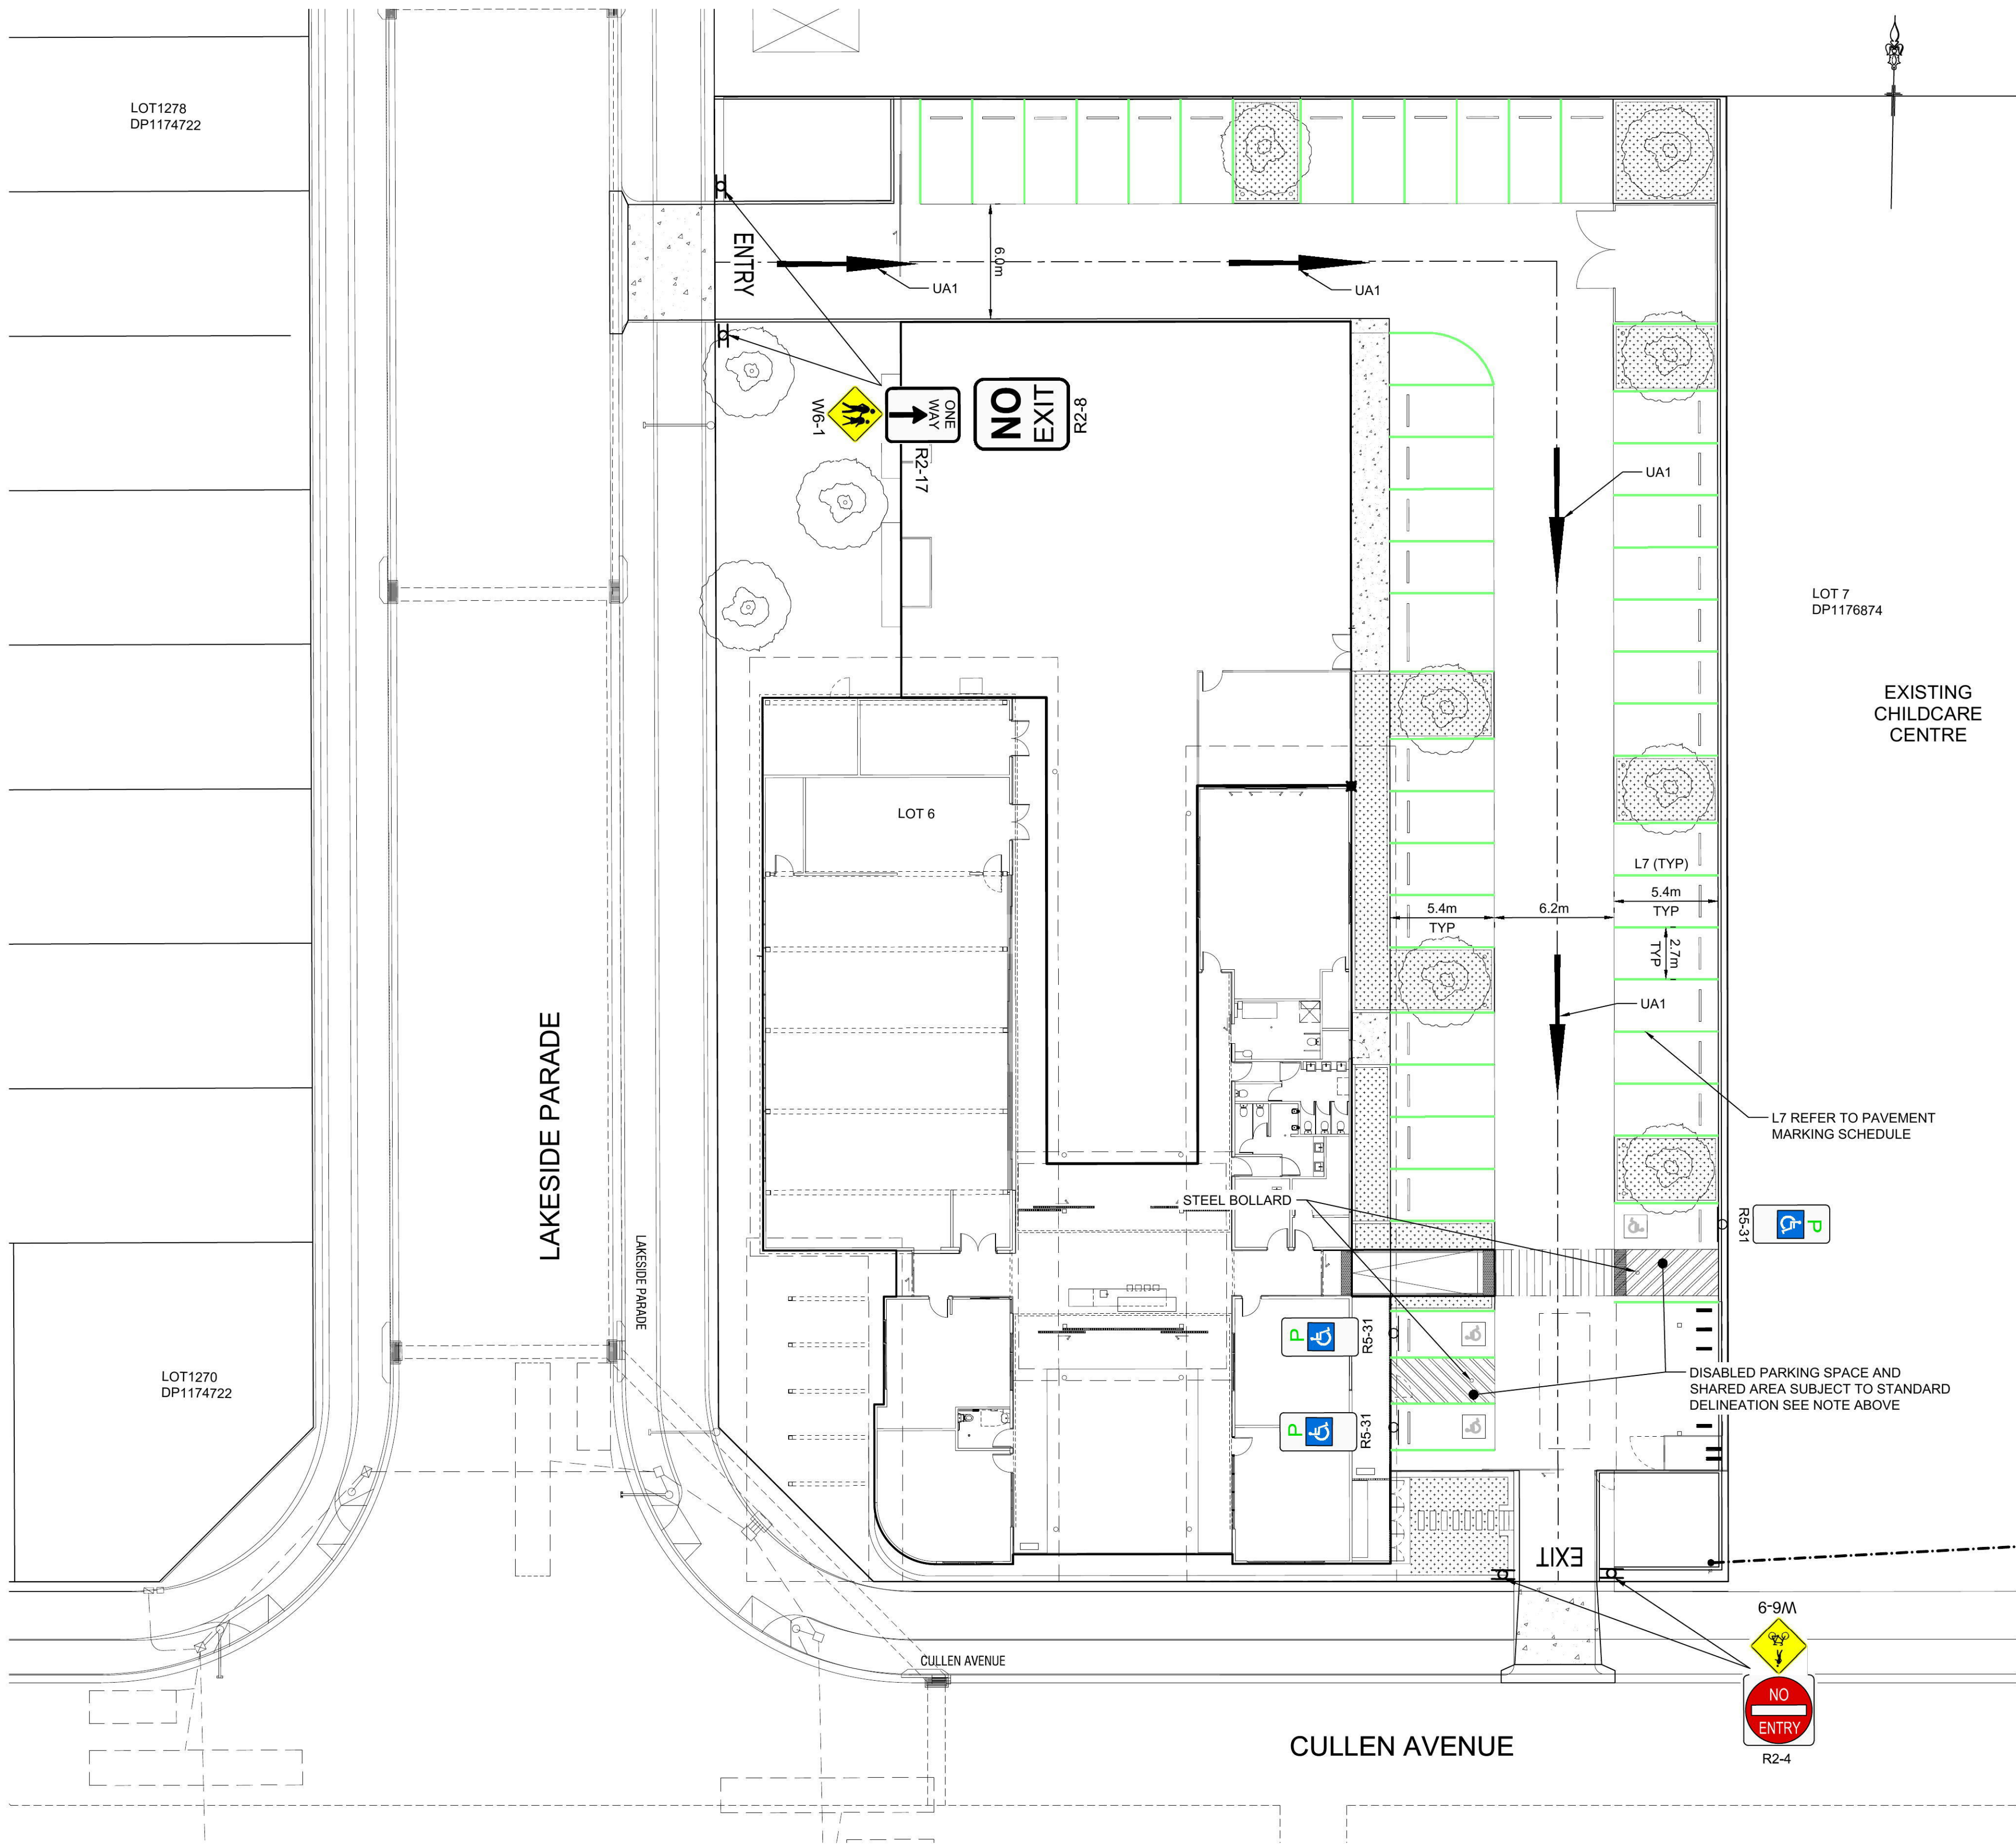 LOT1278
DP1174722
ENTRY
6.0m
UA1
UA1
W6-1
ONE
WAY
R2-17
NO
EXIT
R2-8
UA1
LOT 7
DP1176874
EXISTING
CHILDCARE
CENTRE
LOT 6
L7 (TYP)
5.4m
TYP
6.2m
5.4m
TYP
2.7m
TYP
UA1
LAKESIDE PARADE
L7 REFER TO PAVEMENT
MARKING SCHEDULE
STEEL BOLLARD
P
R5-31
LAKESIDE PARADE
P
R5-31
LOT1270
DP1174722
DISABLED PARKING SPACE AND
SHARED AREA SUBJECT TO STANDARD
DELINEATION SEE NOTE ABOVE
P
R5-31
EXIT
W6-9
CULLEN AVENUE
NO
ENTRY
R2-4
CULLEN AVENUE